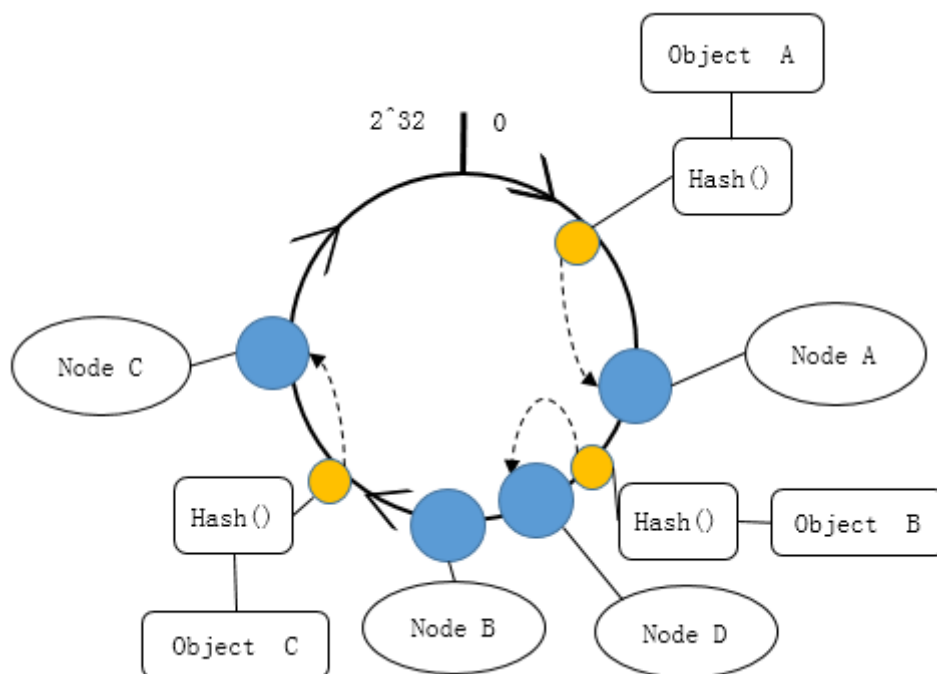 Object A
2^32 0
Hash()
Node C
Node A
Hash()
Hash()
Object B
Node B
Node D
Object C